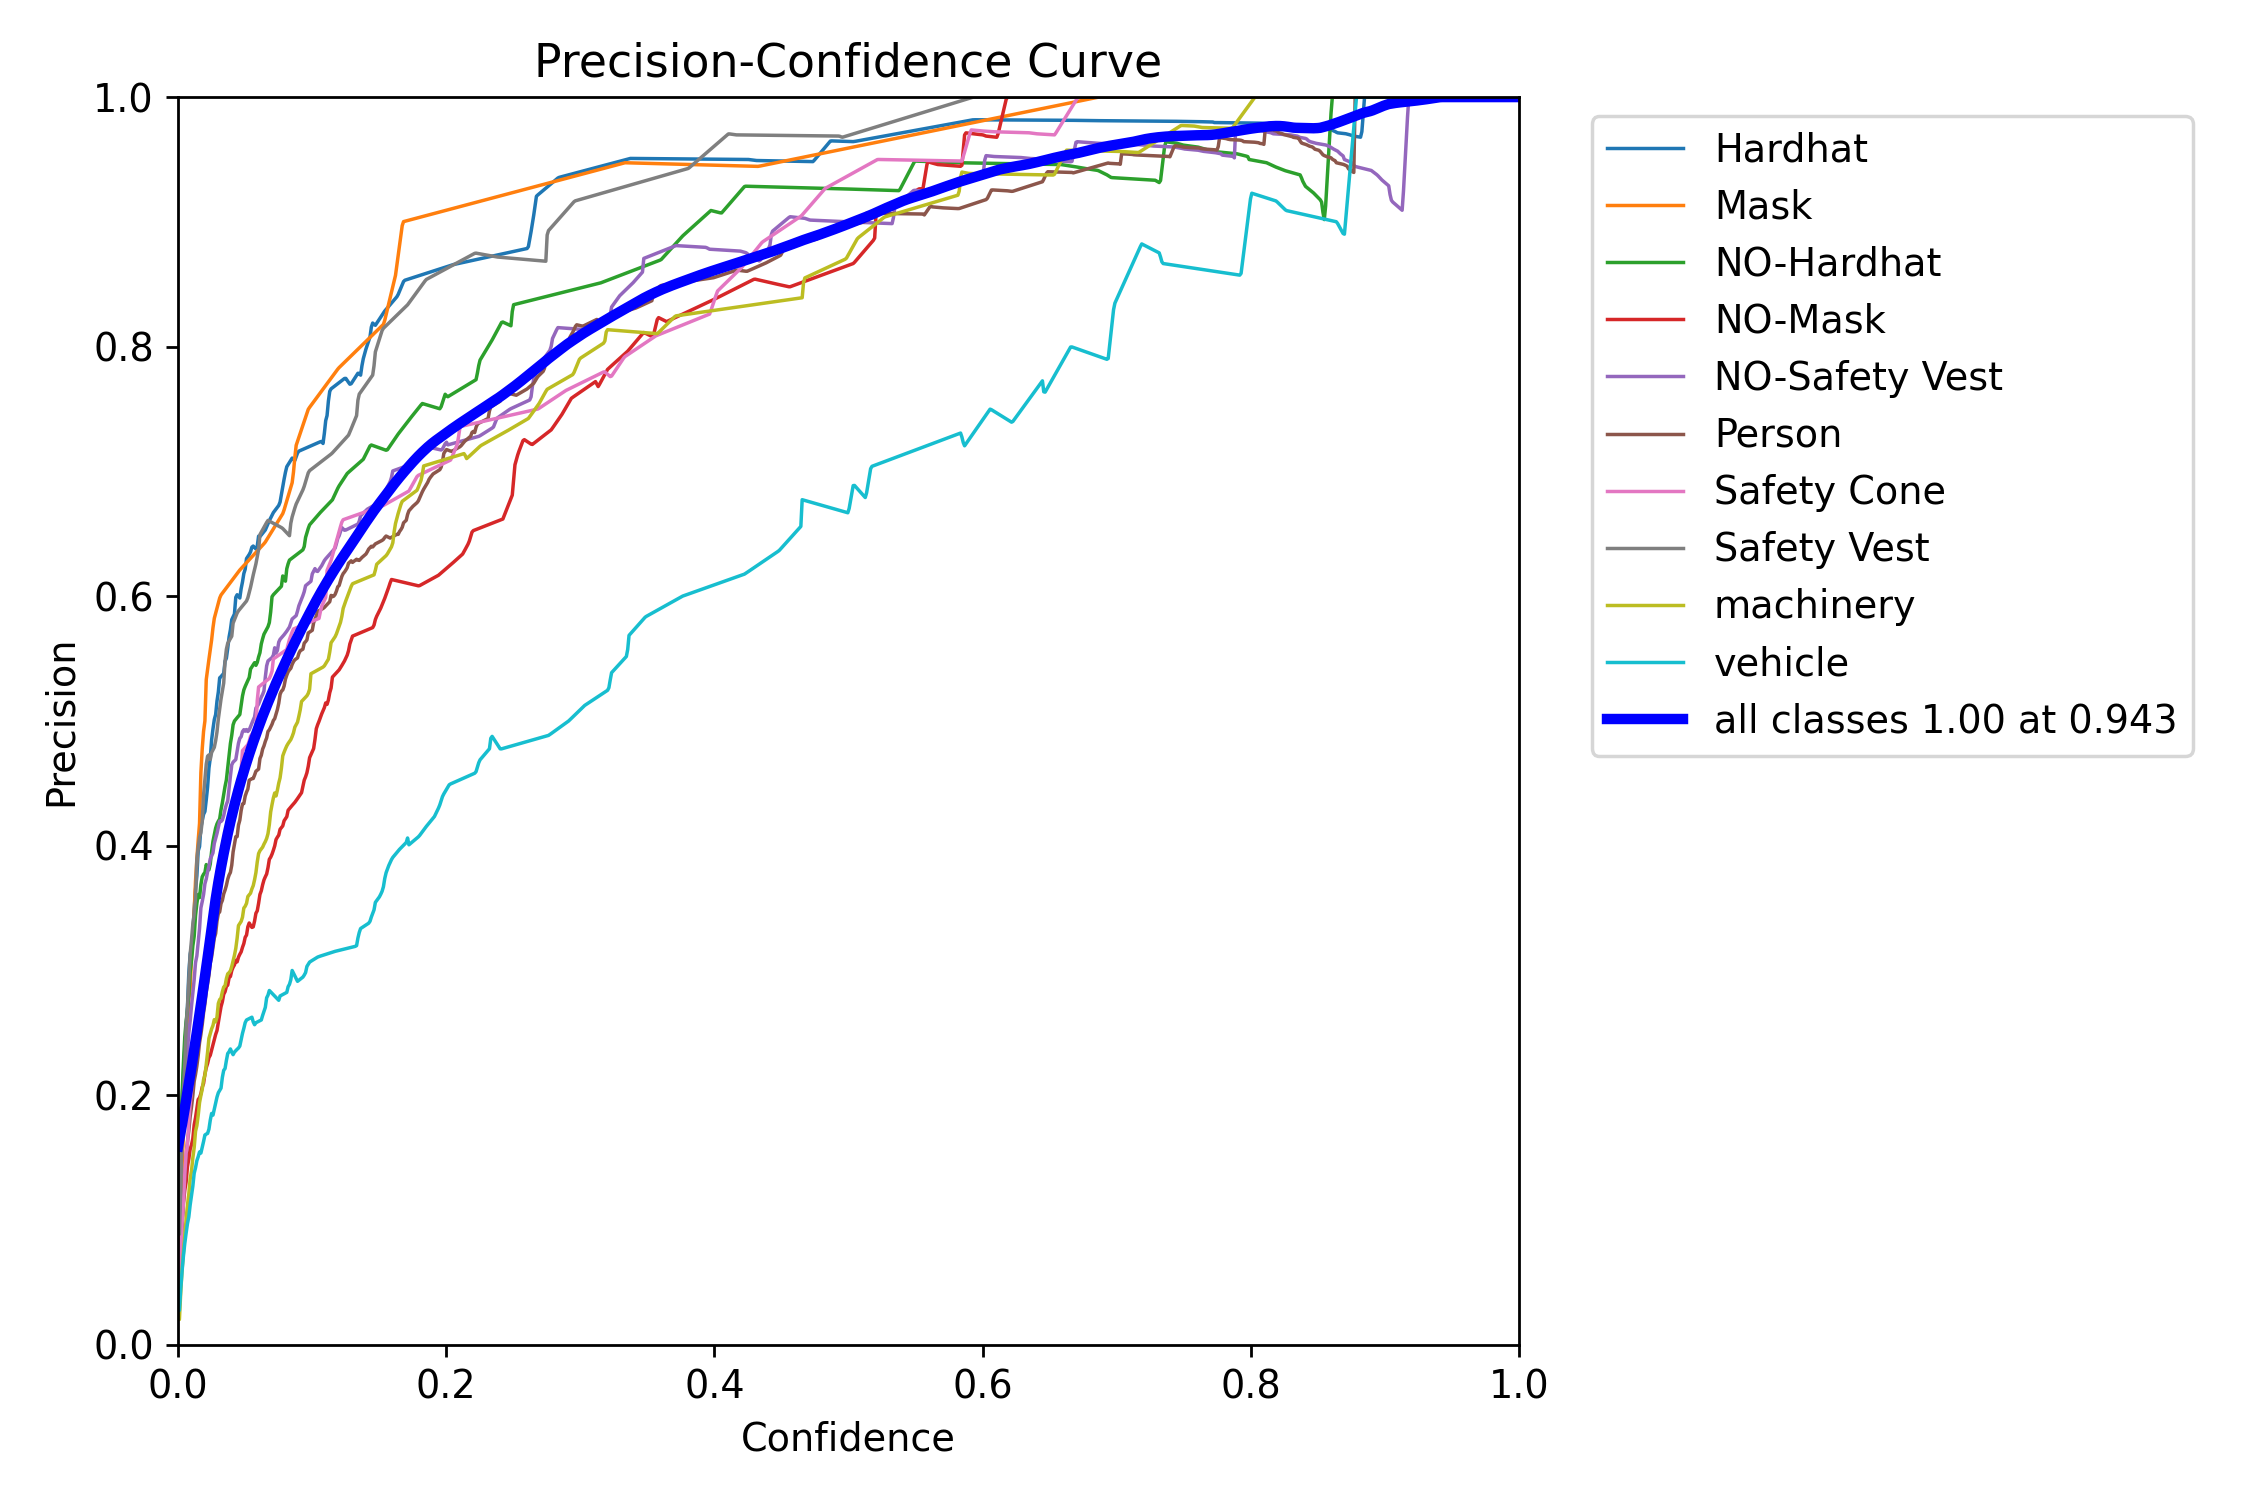 Precision-Confidence Curve
1.0
0.8
0.6
0.4
0.2
0.0
Precision
0.0 0.2 0.4 0.6 0.8 1.0
Confidence
Hardhat
Mask
NO-Hardhat
NO-Mask
NO-Safety Vest
Person
Safety Cone
Safety Vest
machinery
vehicle
all classes 1.00 at 0.943